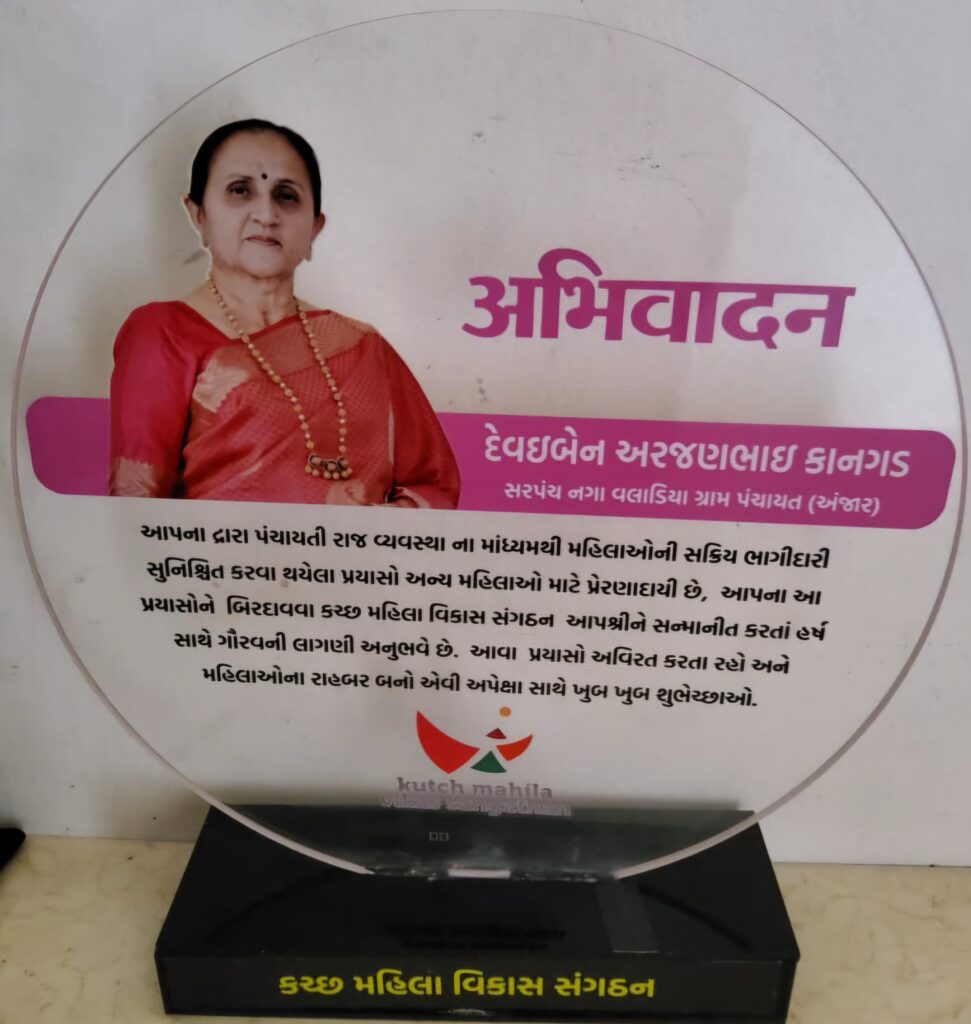 अभिवादन
દેવઇબેન અરજણભાઇ કાનગડ
સરપંચ નગા વલાડિયા ગ્રામ પંચાયત (અંજાર)
આપના દ્રારા પંચાયતી રાજ વ્યવસ્થા ના માંધ્યમથી મહિલાઓની સક્રિય ભાગીદારી
સુનિશ્ચિત કરવા થયેલા પ્રયાસો અન્ય મહિલાઓ માટે પ્રેરણાદાયી છે, આપના આ
પ્રયાસોને બિરદાવવા કચ્છ મહિલા વિકાસ સંગઠન આપશ્રીને સન્માનીત કરતાં હર્ષ
સાથે ગૌરવની લાગણી અનુભવે છે. આવા પ્રયાસો અવિરત કરતા રહો અને
મહિલાઓના રાહબર બનો એવી અપેક્ષા સાથે ખુબ ખુબ શુભેચ્છાઓ.
kutch mahila
કચ્છ મહિલા વિકાસ સંગઠન